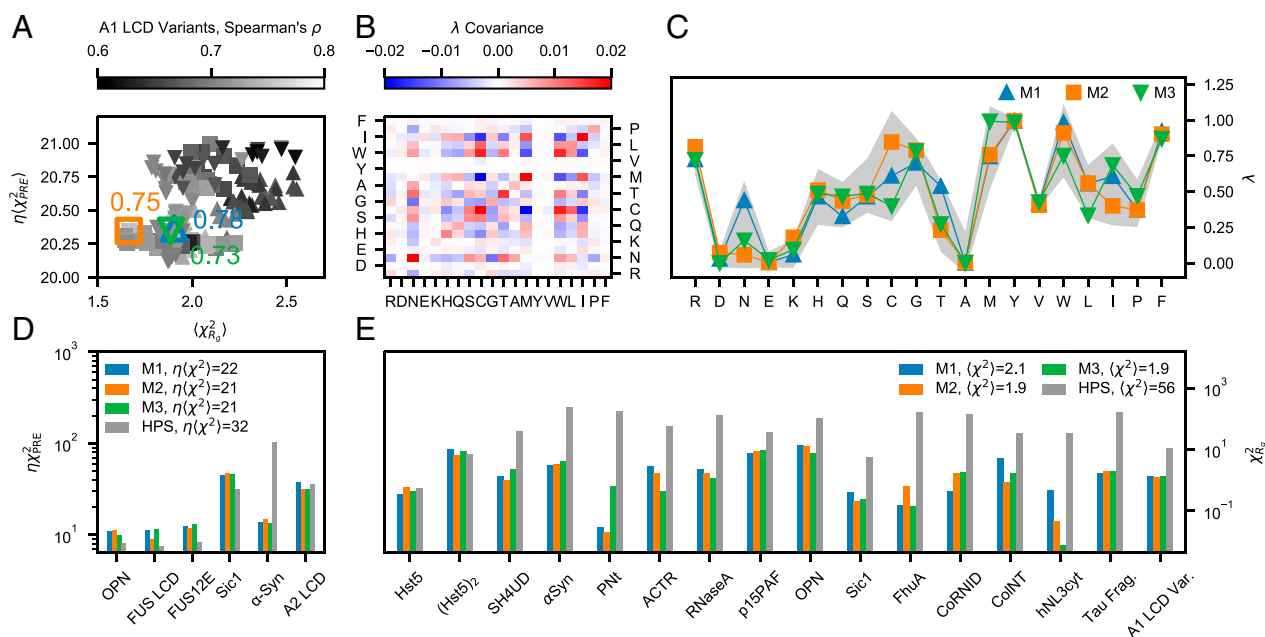 A
A1 LCD Variants, Spearman's ρ
0.6 0.7 0.8
η⟨χ²PRE⟩
21.00
20.75
20.50
20.25
20.00
0.75
0.78
0.73
1.5 2.0 2.5
⟨χ²Rg⟩
B
λ Covariance
−0.02 −0.01 0.00 0.01 0.02
F
I
W
Y
A
G
S
H
E
D
P
L
V
M
T
C
Q
K
N
R
RDNEKHQSCGTAMYVWLIPF
C
M1 M2 M3
1.25
1.00
0.75
0.50
0.25
0.00
λ
R D N E K H Q S C G T A M Y V W L I P F
D
10³
10²
10¹
ηχ²PRE
M1, η⟨χ²⟩=22
M2, η⟨χ²⟩=21
M3, η⟨χ²⟩=21
HPS, η⟨χ²⟩=32
OPN FUS LCD FUS12E Sic1 α-Syn A2 LCD
E
M1, ⟨χ²⟩=2.1 M3, ⟨χ²⟩=1.9
M2, ⟨χ²⟩=1.9 HPS, ⟨χ²⟩=56
10³
10¹
10⁻¹
χ²Rg
Hst5 (Hst5)₂ SH4UD αSyn PNt ACTR RNaseA p15PAF OPN Sic1 FhuA CoRNID ColNT hNL3cyt Tau Frag. A1 LCD Var.